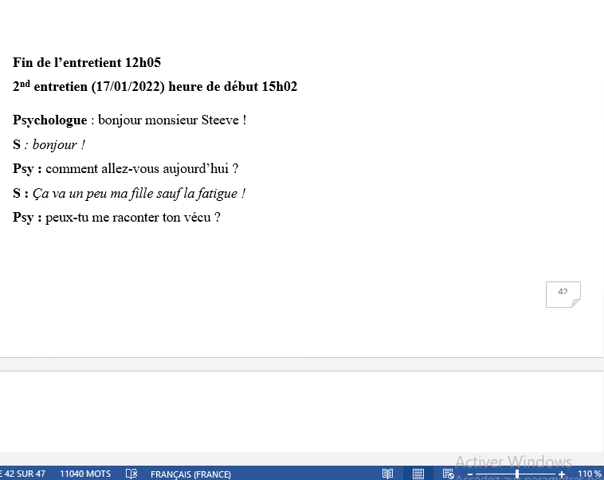 Fin de l’entretient 12h05
2nd entretien (17/01/2022) heure de début 15h02
Psychologue : bonjour monsieur Steeve !
S : bonjour !
Psy : comment allez-vous aujourd’hui ?
S : Ça va un peu ma fille sauf la fatigue !
Psy : peux-tu me raconter ton vécu ?
42
Activer Windows
E 42 SUR 47 11040 MOTS FRANÇAIS (FRANCE) - + 110 %